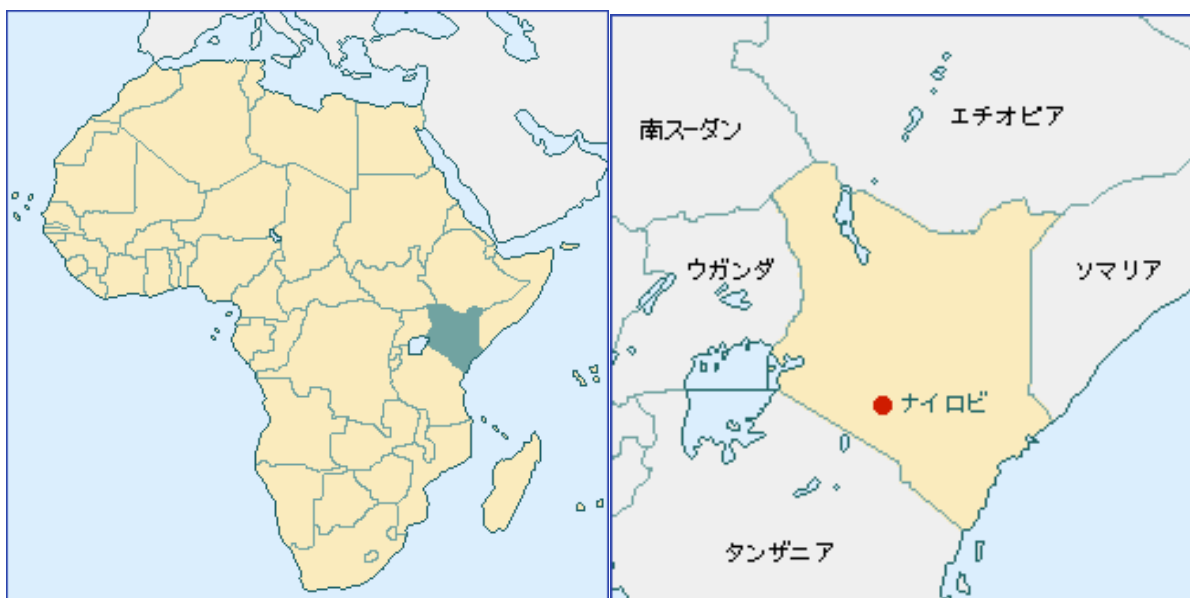 南スーダン
エチオピア
ウガンダ
ソマリア
ナイロビ
タンザニア